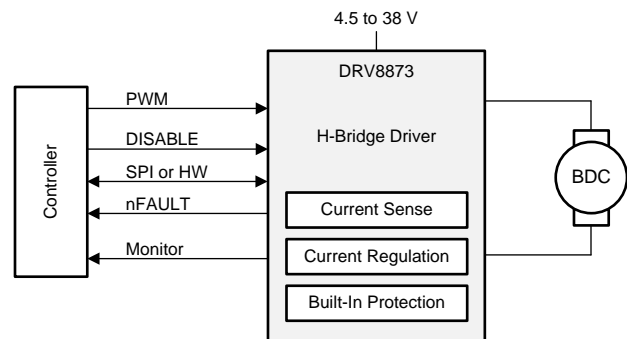 4.5 to 38 V
DRV8873
H-Bridge Driver
Controller
PWM
DISABLE
SPI or HW
nFAULT
Monitor
Current Sense
Current Regulation
Built-In Protection
BDC